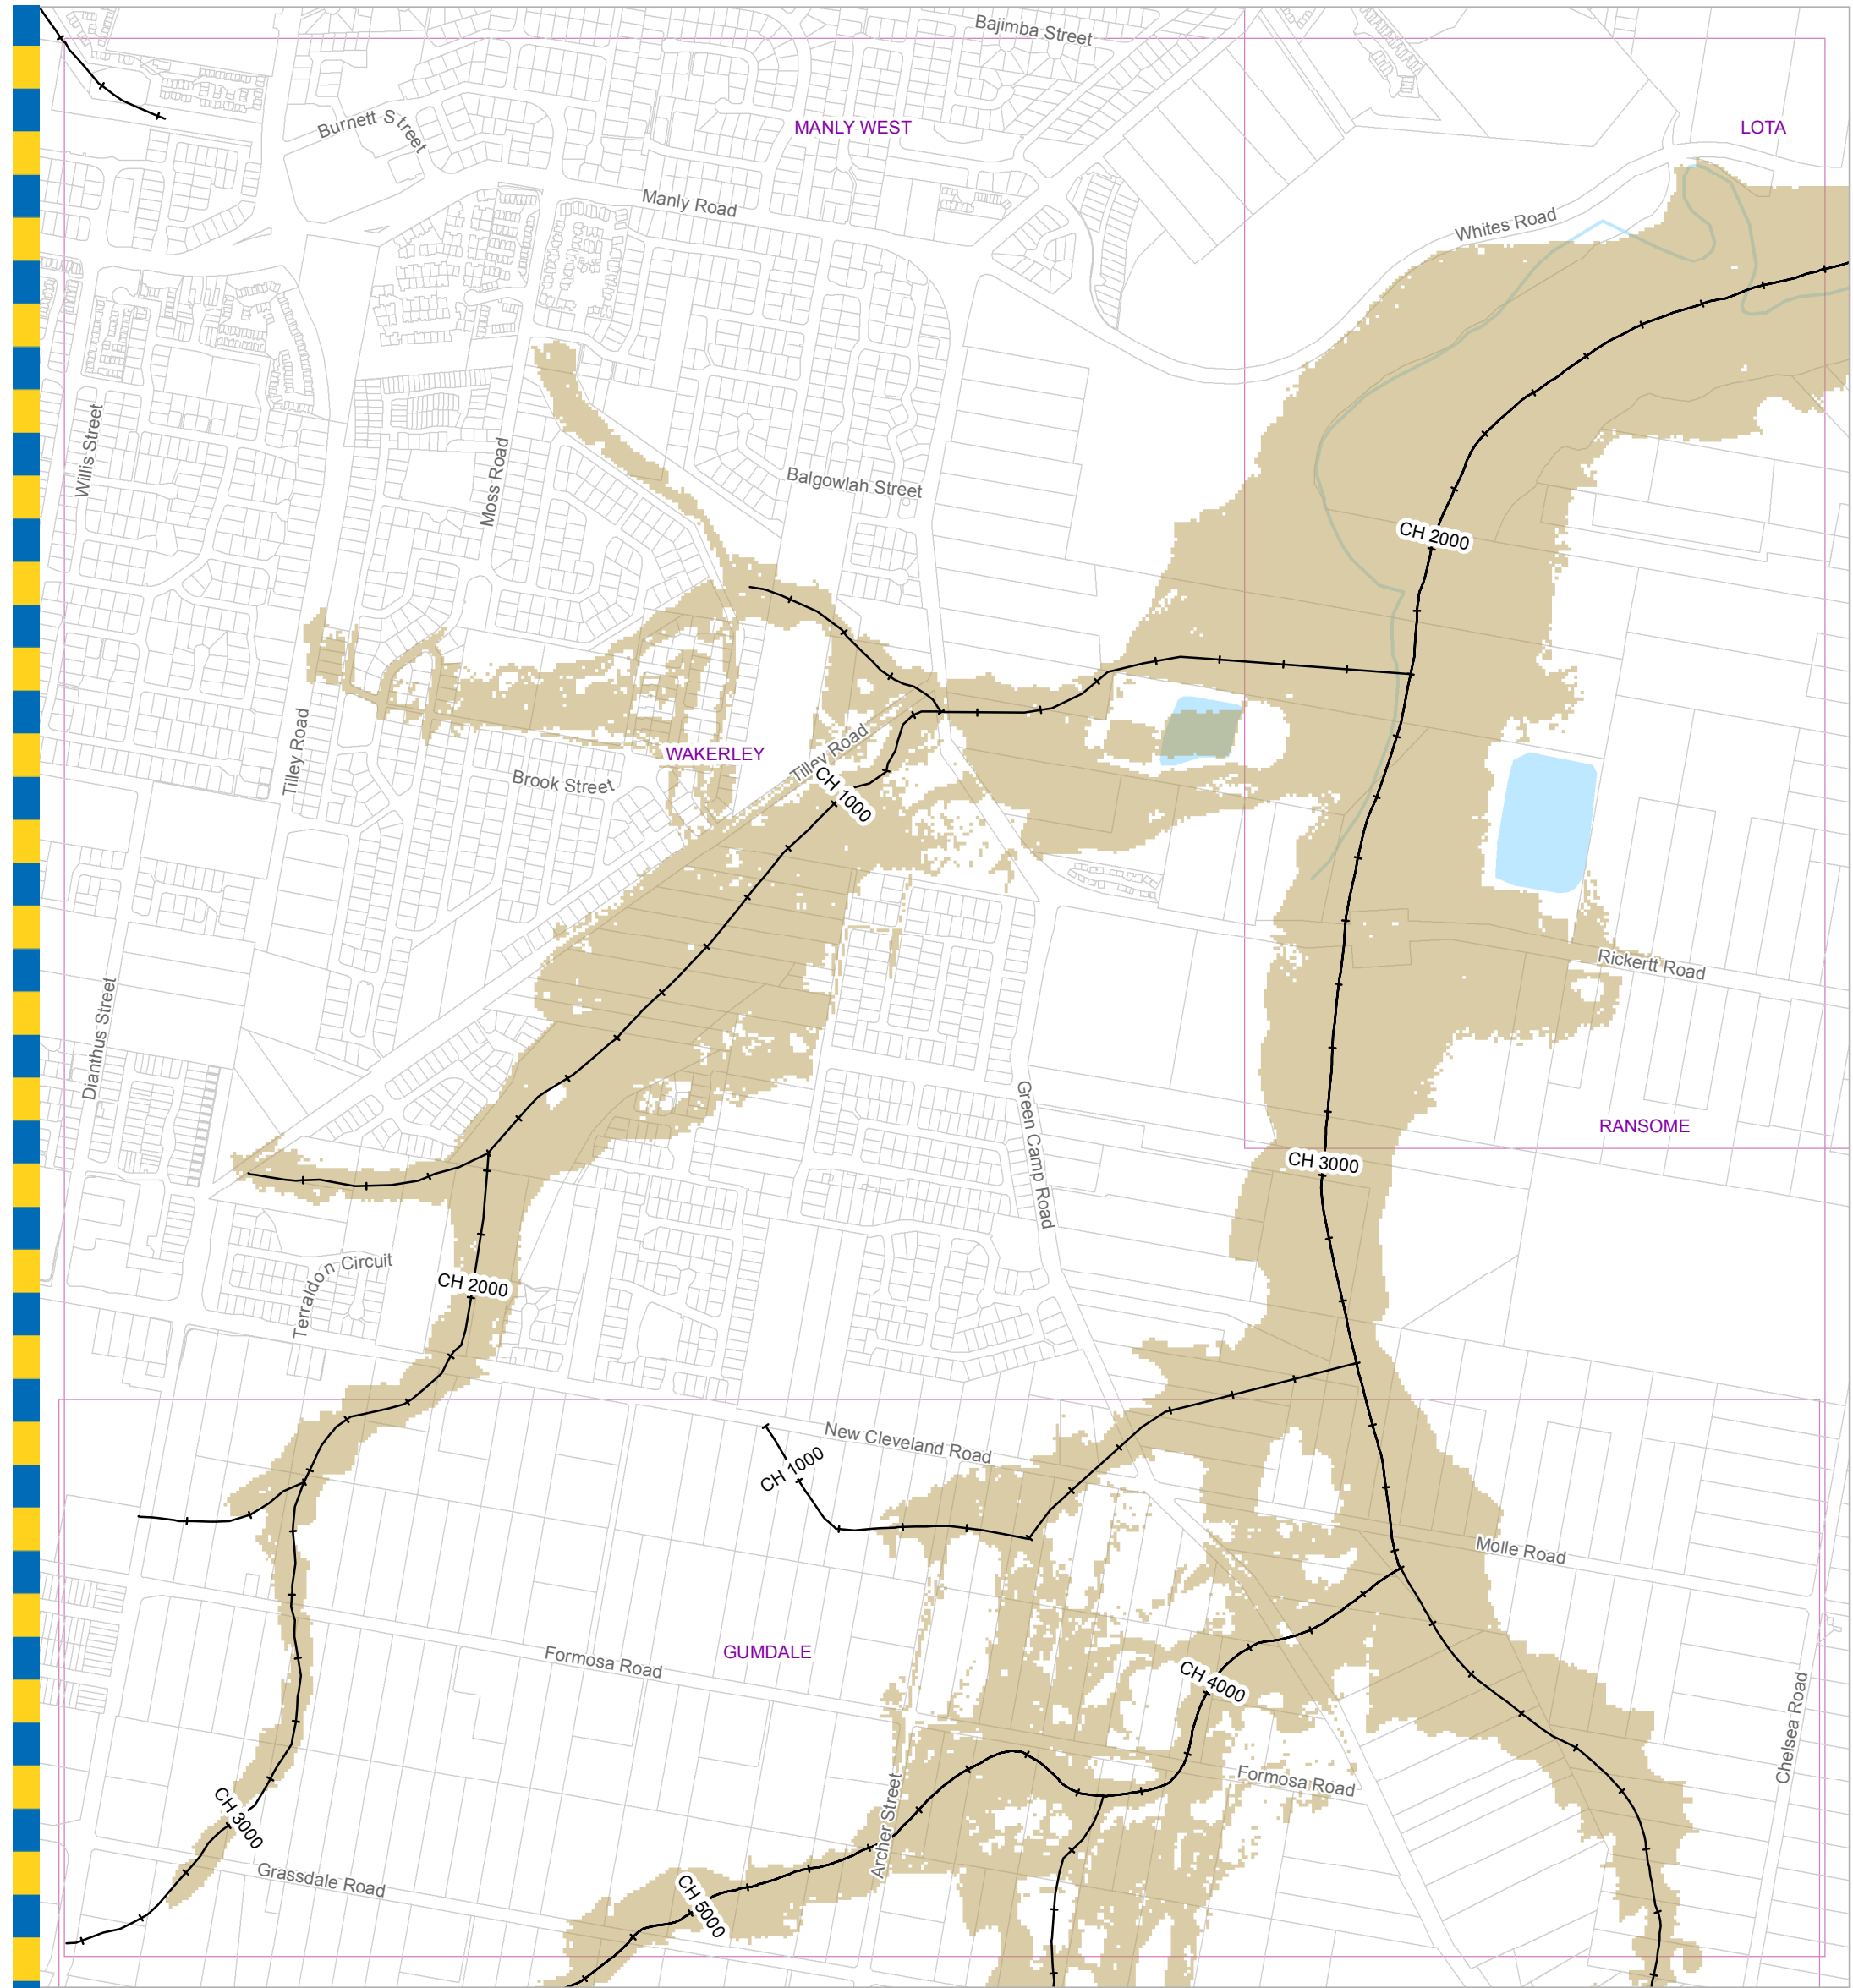 Bajimba Street
Burnett Street
MANLY WEST
LOTA
Manly Road
Whites Road
Willis Street
Moss Road
Balgowlah Street
CH 2000
Tilley Road
WAKERLEY
Tilley Road
Brook Street
CH 1000
Rickertt Road
Dianthus Street
Green Camp Road
RANSOME
CH 3000
Terraldon Circuit
CH 2000
New Cleveland Road
CH 1000
Molle Road
Formosa Road
GUMDALE
CH 4000
Chelsea Road
Formosa Road
Archer Street
CH 3000
Grassdale Road
CH 5000